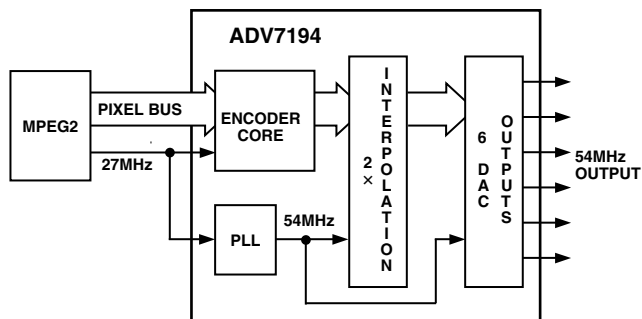 ADV7194
MPEG2
PIXEL BUS
27MHz
ENCODER
CORE
PLL
54MHz
2×
INTERPOLATION
6 DAC
OUTPUTS
54MHz
OUTPUT